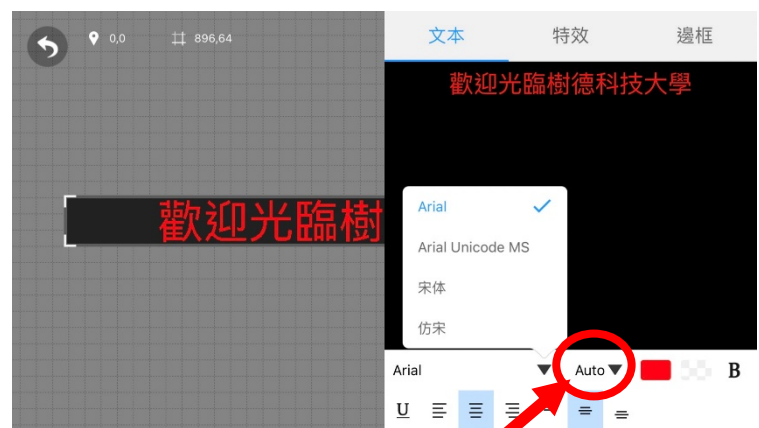 0,0 896,64
歡迎光臨樹
文本 特效 邊框
歡迎光臨樹德科技大學
Arial
Arial Unicode MS
宋体
仿宋
Arial Auto B
U